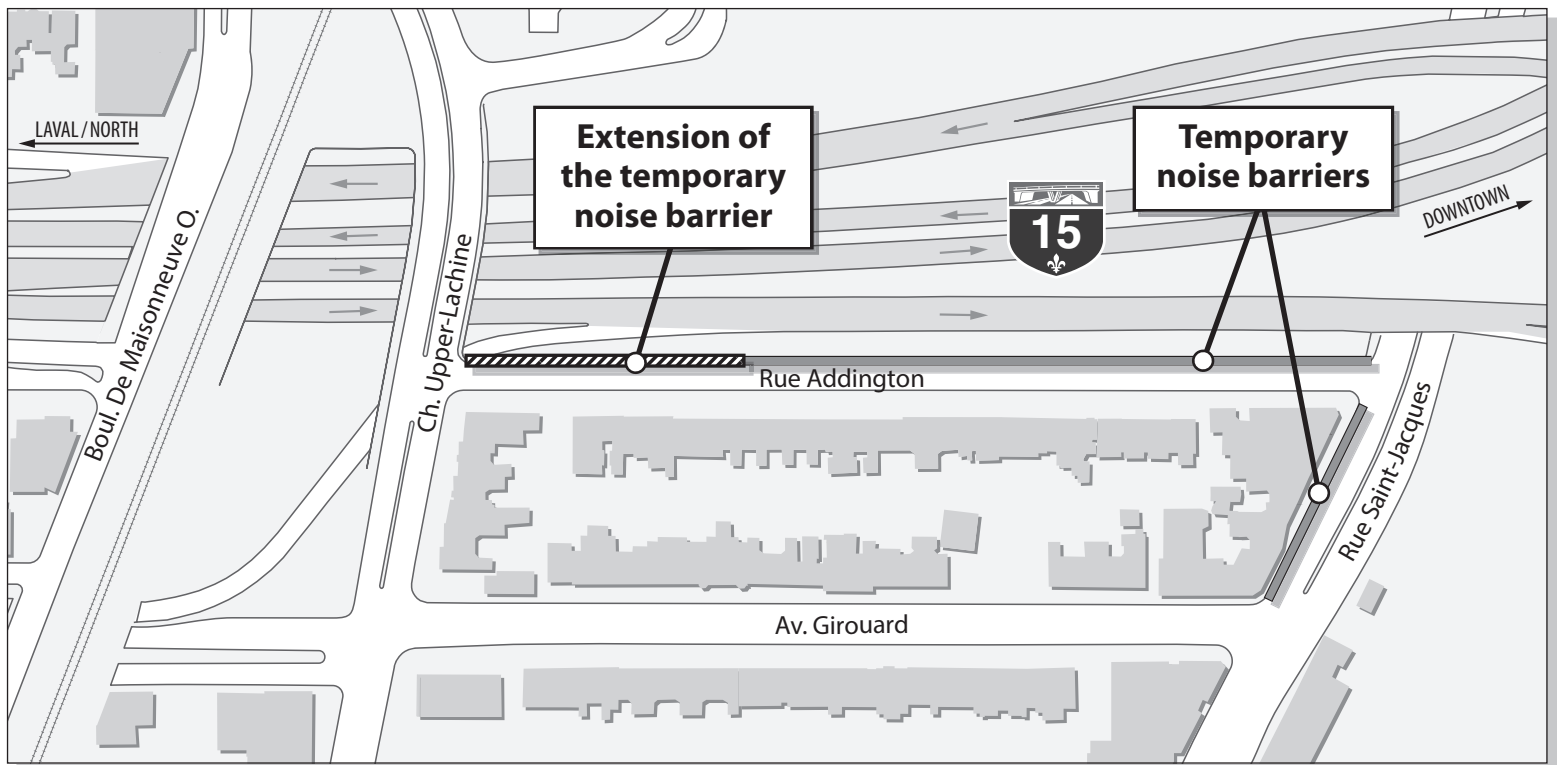 LAVAL / NORTH
Extension of
the temporary
noise barrier
Temporary
noise barriers
15
DOWNTOWN
Boul. De Maisonneuve O.
Ch. Upper-Lachine
Rue Addington
Rue Saint-Jacques
Av. Girouard